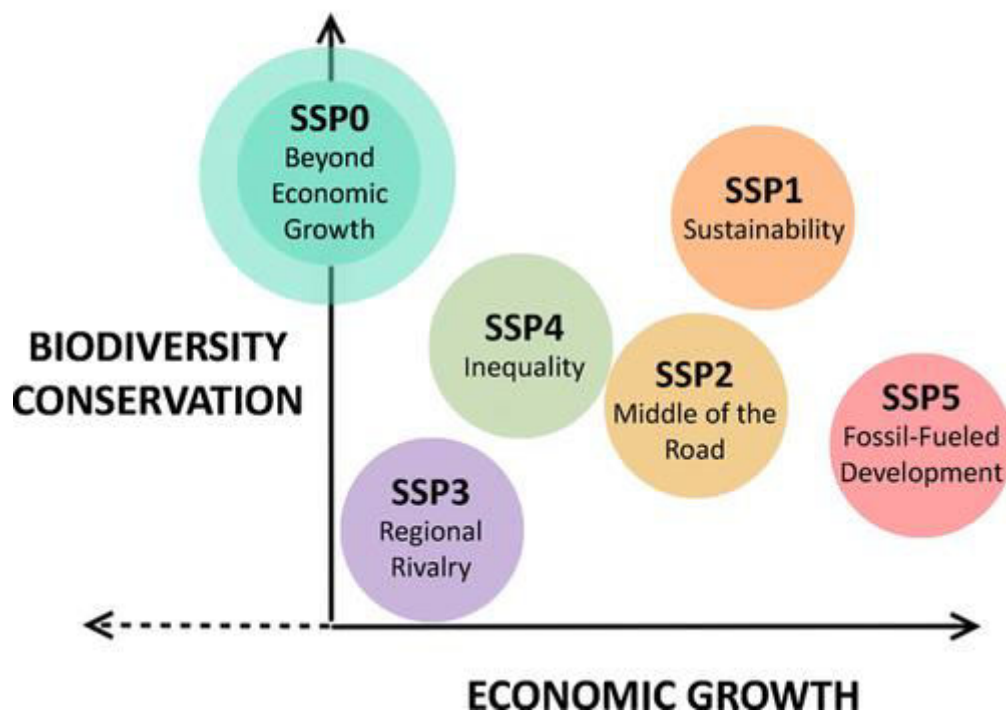 SSP0
Beyond
Economic
Growth
SSP1
Sustainability
SSP4
Inequality
BIODIVERSITY
CONSERVATION
SSP2
Middle of the
Road
SSP5
Fossil-Fueled
Development
SSP3
Regional
Rivalry
ECONOMIC GROWTH